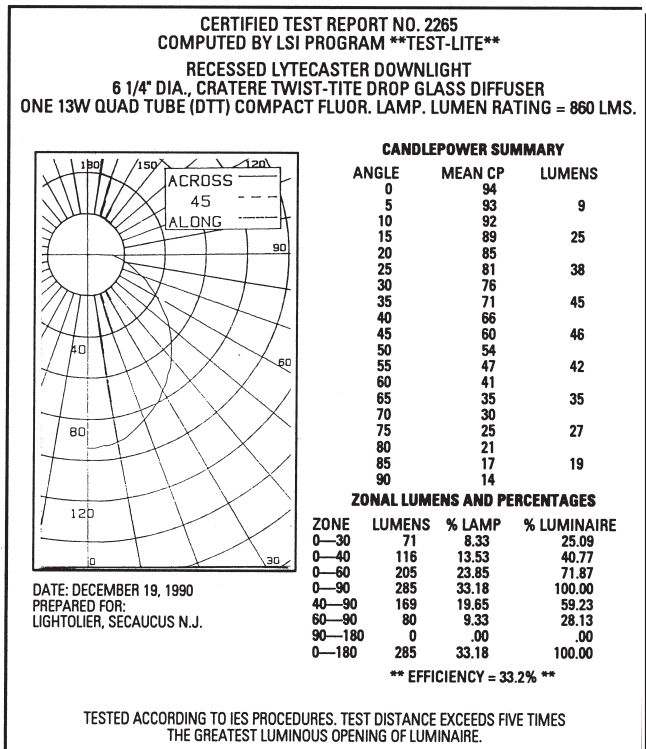 CERTIFIED TEST REPORT NO. 2265
COMPUTED BY LSI PROGRAM **TEST-LITE**
RECESSED LYTECASTER DOWNLIGHT
6 1/4" DIA., CRATERE TWIST-TITE DROP GLASS DIFFUSER
ONE 13W QUAD TUBE (DTT) COMPACT FLUOR. LAMP. LUMEN RATING = 860 LMS.
180 150 120
ACROSS
45
ALONG
90
40
60
80
120
0 30
DATE: DECEMBER 19, 1990
PREPARED FOR:
LIGHTOLIER, SECAUCUS N.J.
CANDLEPOWER SUMMARY
ANGLE MEAN CP LUMENS
0 94
5 93 9
10 92
15 89 25
20 85
25 81 38
30 76
35 71 45
40 66
45 60 46
50 54
55 47 42
60 41
65 35 35
70 30
75 25 27
80 21
85 17 19
90 14
ZONAL LUMENS AND PERCENTAGES
ZONE LUMENS % LAMP % LUMINAIRE
0—30 71 8.33 25.09
0—40 116 13.53 40.77
0—60 205 23.85 71.87
0—90 285 33.18 100.00
40—90 169 19.65 59.23
60—90 80 9.33 28.13
90—180 0 .00 .00
0—180 285 33.18 100.00
** EFFICIENCY = 33.2% **
TESTED ACCORDING TO IES PROCEDURES. TEST DISTANCE EXCEEDS FIVE TIMES
THE GREATEST LUMINOUS OPENING OF LUMINAIRE.